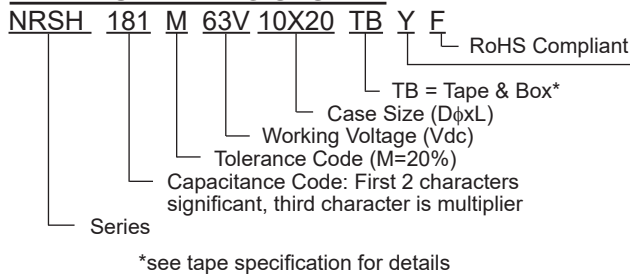 NRSH 181 M 63V 10X20 TB Y F
RoHS Compliant
TB = Tape & Box*
Case Size (DϕxL)
Working Voltage (Vdc)
Tolerance Code (M=20%)
Capacitance Code: First 2 characters
significant, third character is multiplier
Series
*see tape specification for details